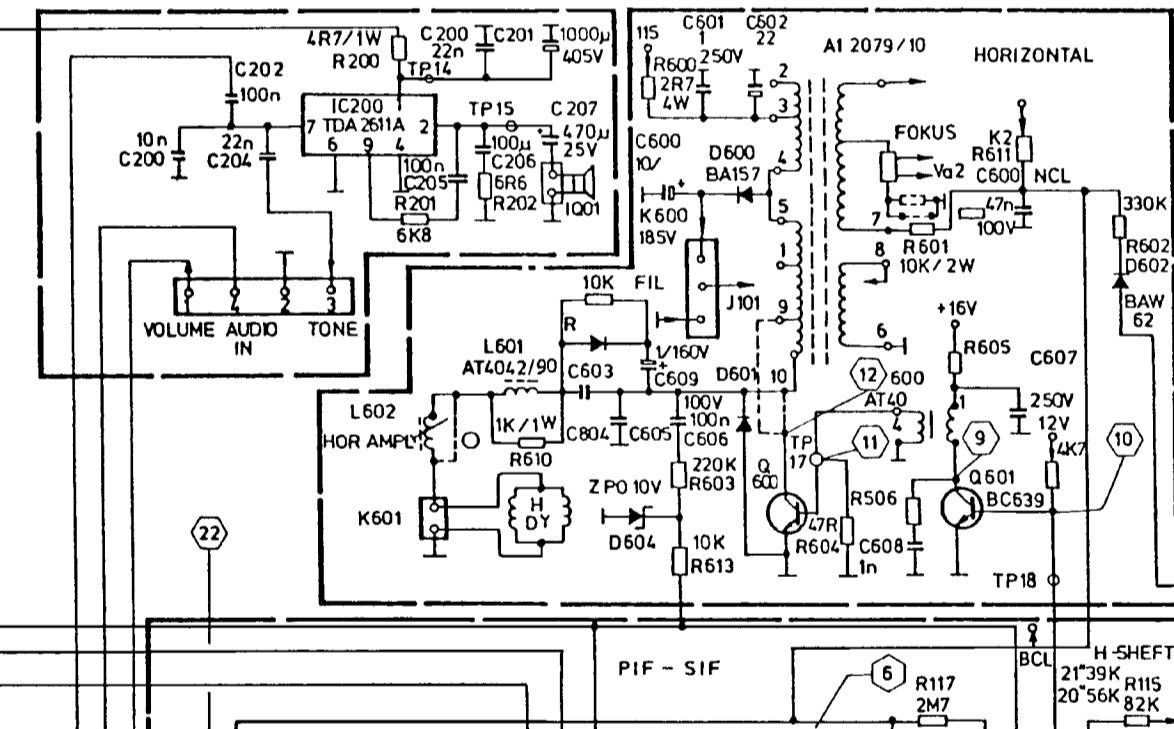 4R7/1W
R200
C200
22n
C201
1000µ
405V
TP14
C202
100n
IC200
TDA 2611A
7
2
6
9
4
TP15
C207
470µ
25V
10n
C200
22n
C204
100n
C205
100µ
C206
6R6
R202
R201
6K8
IQ01
4
2
3
VOLUME
AUDIO
IN
TONE
115
R600
2R7
4W
C601
1
250V
C602
22
A1 2079/10
HORIZONTAL
2
3
4
5
1
9
10
C600
10/
D600
BA157
K600
185V
J101
FOKUS
Va2
7
8
6
R601
10K/2W
K2
R611
C600
NCL
47n
100V
330K
R602
D602
BAW
62
10K
FIL
R
1/160V
L601
AT4042/90
C603
C609
D601
L602
HOR AMPLY
1K/1W
R610
C804
C605
100V
100n
C606
220K
R603
ZPO 10V
D604
10K
R613
K601
H
DY
Q
600
TP
17
47R
R604
12
600
AT40
4
11
1
+16V
R605
C607
250V
12V
4K7
9
10
Q601
BC639
R506
C608
1n
TP18
22
PIF - SIF
BCL
H-SHEFT
21"39K
20"56K
R115
82K
6
R117
2M7